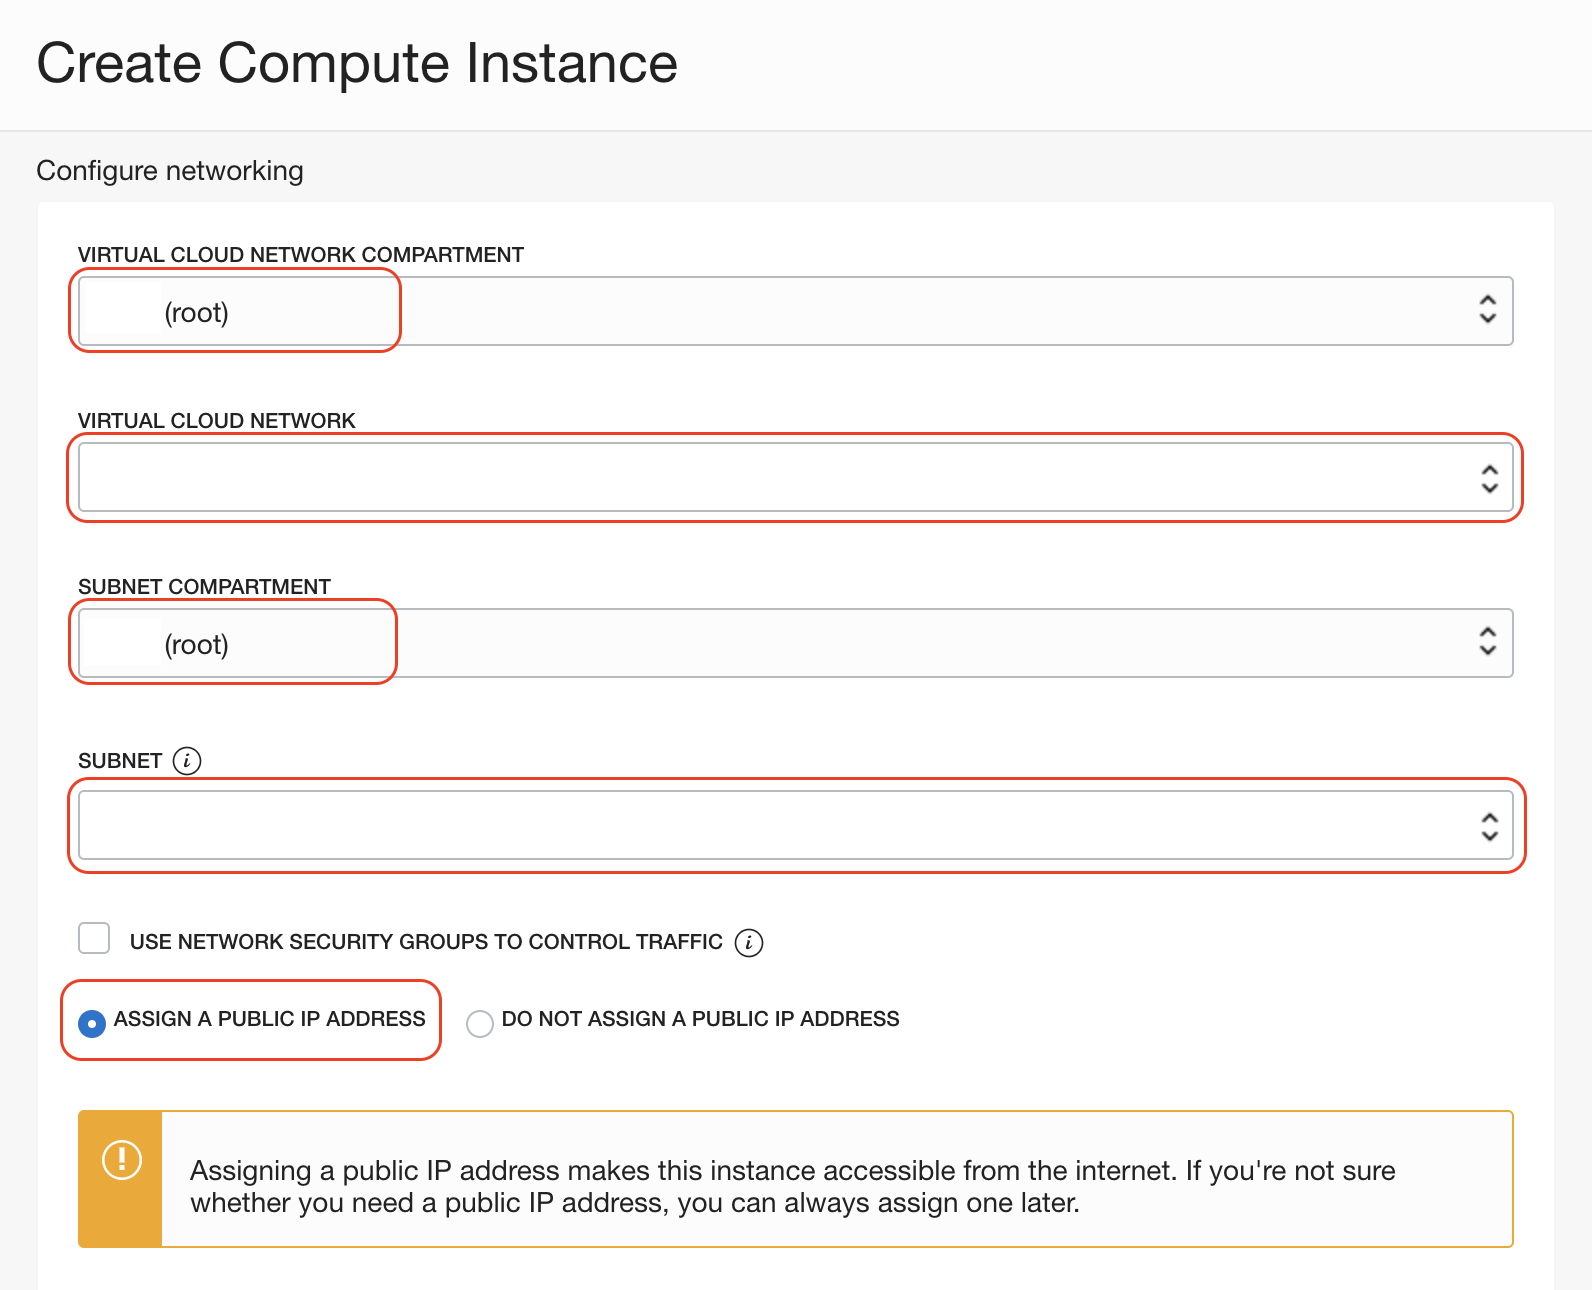 Create Compute Instance
Configure networking
VIRTUAL CLOUD NETWORK COMPARTMENT
(root)
VIRTUAL CLOUD NETWORK
SUBNET COMPARTMENT
(root)
SUBNET i
USE NETWORK SECURITY GROUPS TO CONTROL TRAFFIC i
ASSIGN A PUBLIC IP ADDRESS DO NOT ASSIGN A PUBLIC IP ADDRESS
Assigning a public IP address makes this instance accessible from the internet. If you're not sure
whether you need a public IP address, you can always assign one later.